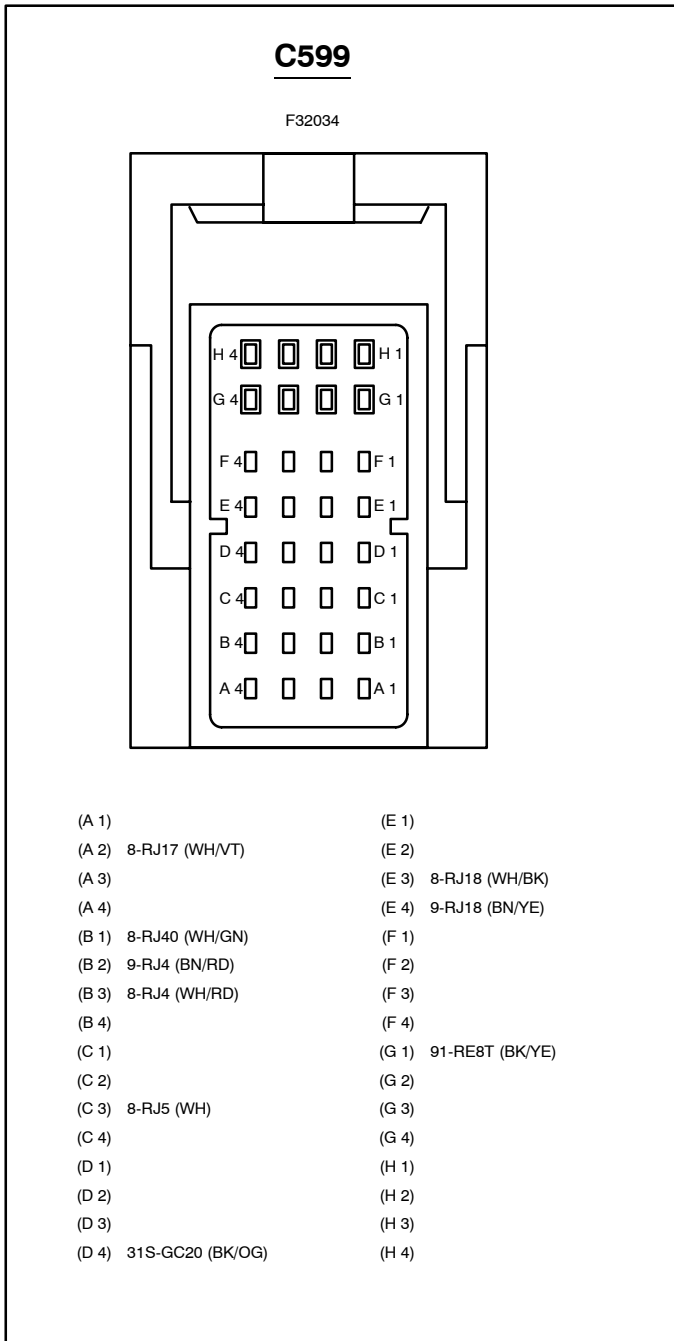 C599
F32034
H 4 H 1
G 4 G 1
F 4 F 1
E 4 E 1
D 4 D 1
C 4 C 1
B 4 B 1
A 4 A 1
(A 1)
(A 2) 8-RJ17 (WH/VT)
(A 3)
(A 4)
(B 1) 8-RJ40 (WH/GN)
(B 2) 9-RJ4 (BN/RD)
(B 3) 8-RJ4 (WH/RD)
(B 4)
(C 1)
(C 2)
(C 3) 8-RJ5 (WH)
(C 4)
(D 1)
(D 2)
(D 3)
(D 4) 31S-GC20 (BK/OG)
(E 1)
(E 2)
(E 3) 8-RJ18 (WH/BK)
(E 4) 9-RJ18 (BN/YE)
(F 1)
(F 2)
(F 3)
(F 4)
(G 1) 91-RE8T (BK/YE)
(G 2)
(G 3)
(G 4)
(H 1)
(H 2)
(H 3)
(H 4)